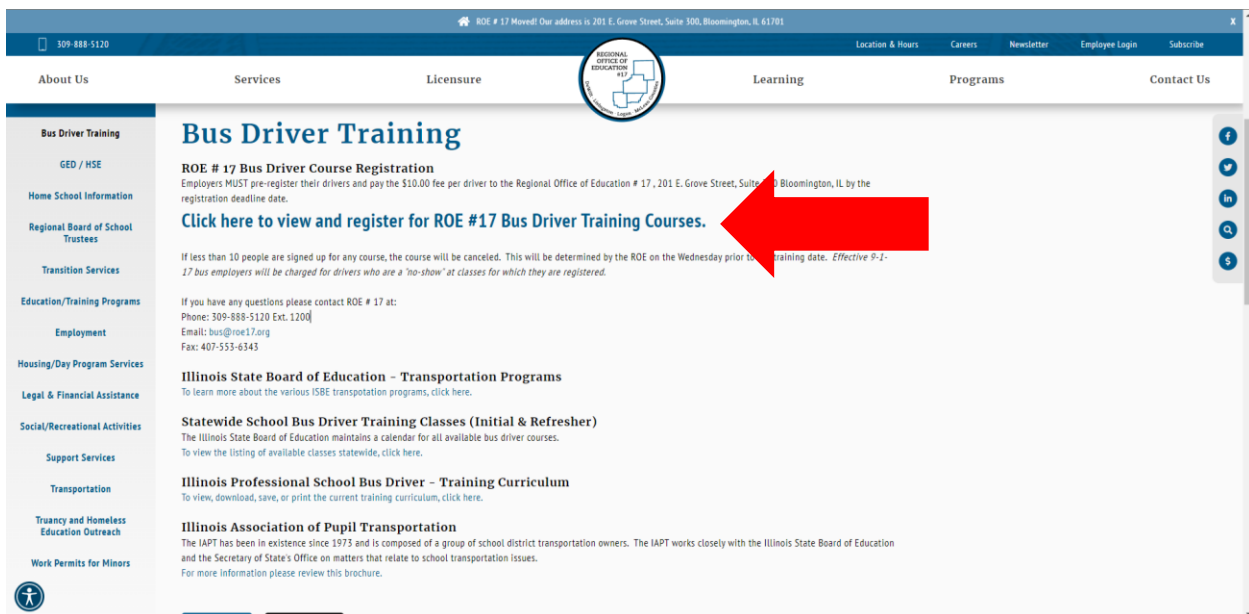 ROE # 17 Moved! Our address is 201 E. Grove Street, Suite 300, Bloomington, IL 61701
X
309-888-5120
Location & Hours
Careers
Newsletter
Employee Login
Subscribe
About Us
Services
Licensure
REGIONAL
OFFICE OF
EDUCATION
#17
Learning
Programs
Contact Us
Bus Driver Training
GED / HSE
Home School Information
Regional Board of School
Trustees
Transition Services
Education/Training Programs
Employment
Housing/Day Program Services
Legal & Financial Assistance
Social/Recreational Activities
Support Services
Transportation
Truancy and Homeless
Education Outreach
Work Permits for Minors
Bus Driver Training
ROE # 17 Bus Driver Course Registration
Employers MUST pre-register their drivers and pay the $10.00 fee per driver to the Regional Office of Education # 17 , 201 E. Grove Street, Suite 0 Bloomington, IL by the
registration deadline date.
Click here to view and register for ROE #17 Bus Driver Training Courses.
If less than 10 people are signed up for any course, the course will be canceled. This will be determined by the ROE on the Wednesday prior to training date. Effective 9-1-
17 bus employers will be charged for drivers who are a 'no-show' at classes for which they are registered.
If you have any questions please contact ROE # 17 at:
Phone: 309-888-5120 Ext. 1200
Email: bus@roe17.org
Fax: 407-553-6343
Illinois State Board of Education - Transportation Programs
To learn more about the various ISBE transpotation programs, click here.
Statewide School Bus Driver Training Classes (Initial & Refresher)
The Illinois State Board of Education maintains a calendar for all available bus driver courses.
To view the listing of available classes statewide, click here.
Illinois Professional School Bus Driver - Training Curriculum
To view, download, save, or print the current training curriculum, click here.
Illinois Association of Pupil Transportation
The IAPT has been in existence since 1973 and is composed of a group of school district transportation owners. The IAPT works closely with the Illinois State Board of Education
and the Secretary of State's Office on matters that relate to school transportation issues.
For more information please review this brochure.